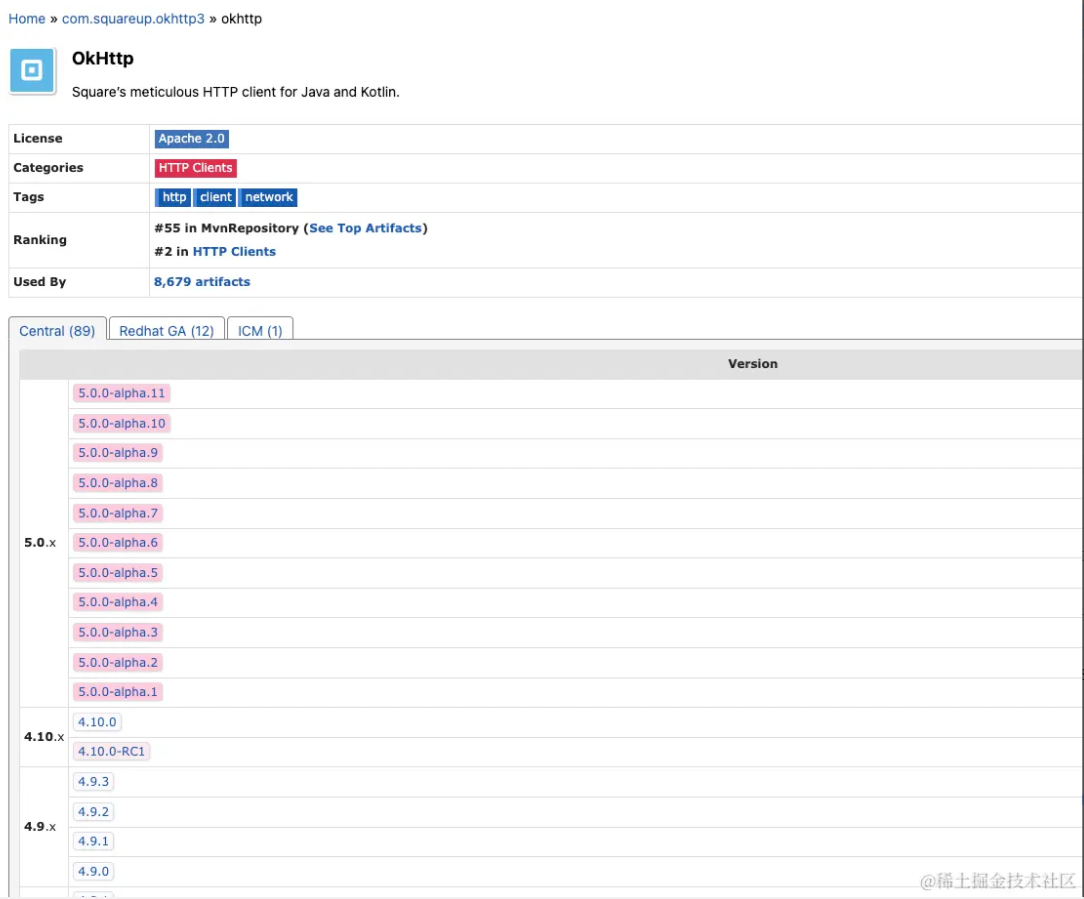 Home » com.squareup.okhttp3 » okhttp
OkHttp
Square's meticulous HTTP client for Java and Kotlin.
License Apache 2.0
Categories HTTP Clients
Tags http client network
Ranking #55 in MvnRepository (See Top Artifacts)
#2 in HTTP Clients
Used By 8,679 artifacts
Central (89) Redhat GA (12) ICM (1)
Version
5.0.x
5.0.0-alpha.11
5.0.0-alpha.10
5.0.0-alpha.9
5.0.0-alpha.8
5.0.0-alpha.7
5.0.0-alpha.6
5.0.0-alpha.5
5.0.0-alpha.4
5.0.0-alpha.3
5.0.0-alpha.2
5.0.0-alpha.1
4.10.x
4.10.0
4.10.0-RC1
4.9.x
4.9.3
4.9.2
4.9.1
4.9.0
@稀土掘金技术社区